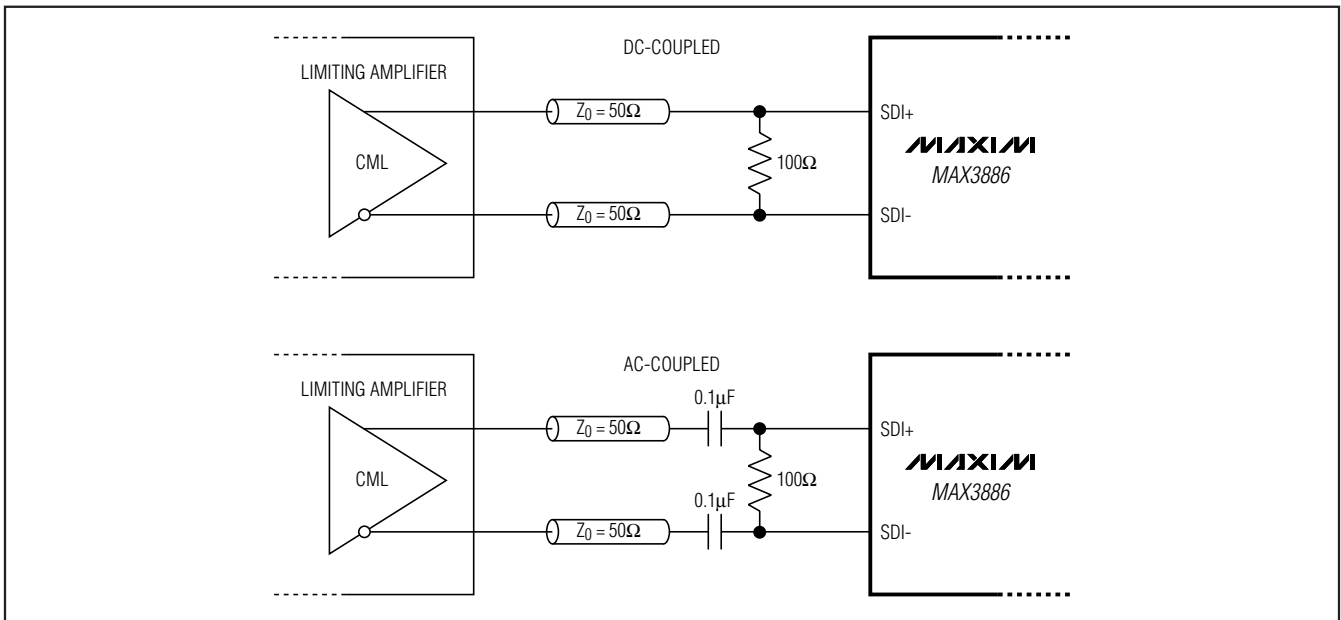 DC-COUPLED
LIMITING AMPLIFIER
CML
Z0 = 50Ω
Z0 = 50Ω
100Ω
SDI+
MAXIM
MAX3886
SDI-
AC-COUPLED
LIMITING AMPLIFIER
CML
Z0 = 50Ω
Z0 = 50Ω
0.1μF
0.1μF
100Ω
SDI+
MAXIM
MAX3886
SDI-